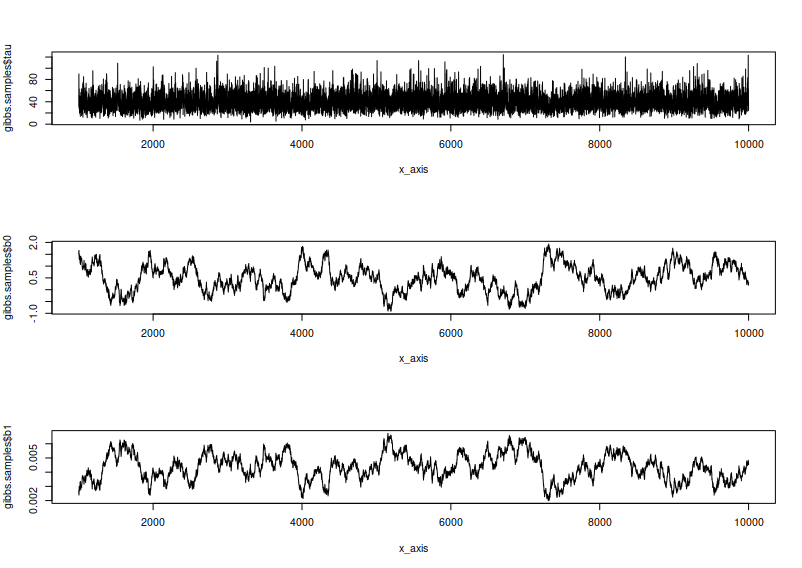 gibbs.samples$tau
0 40 80
2000 4000 6000 8000 10000
x_axis
gibbs.samples$b0
-1.0 0.5 2.0
2000 4000 6000 8000 10000
x_axis
gibbs.samples$b1
0.002 0.005
2000 4000 6000 8000 10000
x_axis